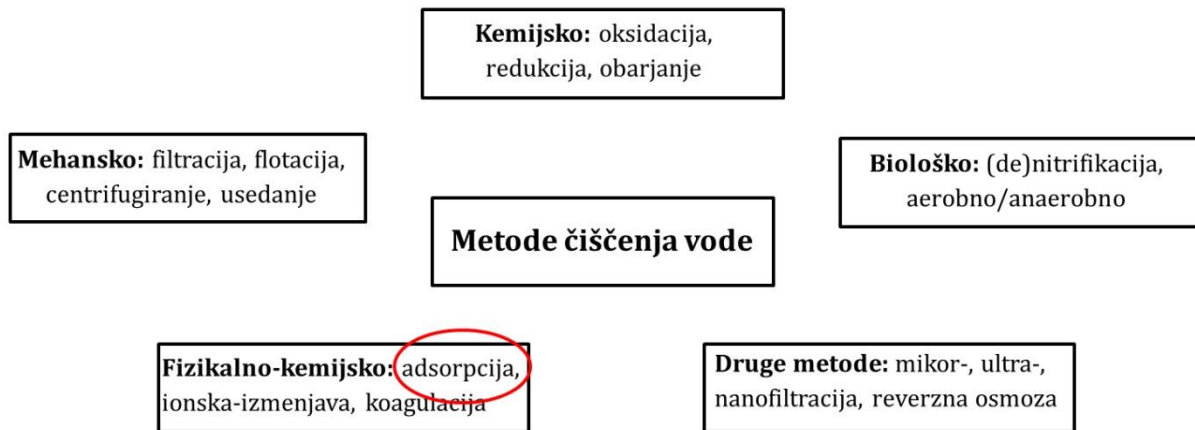 Kemijsko: oksidacija,
redukcija, obarjanje
Mehansko: filtracija, flotacija,
centrifugiranje, usedanje
Biološko: (de)nitrifikacija,
aerobno/anaerobno
Metode čiščenja vode
Fizikalno-kemijsko: adsorpcija,
ionska-izmenjava, koagulacija
Druge metode: mikor-, ultra-,
nanofiltracija, reverzna osmoza